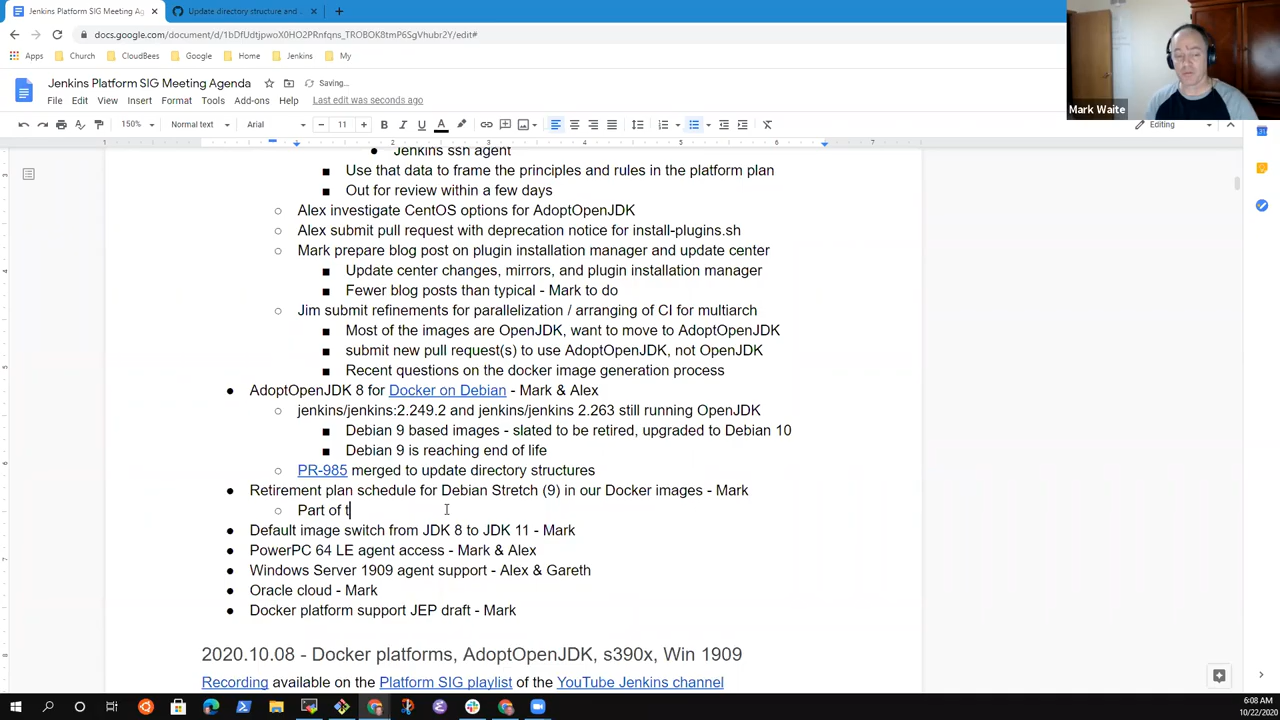 Jenkins Platform SIG Meeting Ag
Update directory structure and
docs.google.com/document/d/1bDfUdtjpwoX0HO2PRnfqns_TROBOK8tmP6SgVhubr2Y/edit#
Apps Church CloudBees Google Home Jenkins My
Jenkins Platform SIG Meeting Agenda
Saving...
File Edit View Insert Format Tools Add-ons Help Last edit was seconds ago
Mark Waite
150% Normal text Arial 11 Editing
1 1 2 3 4 5 6 7
Jenkins ssh agent
Use that data to frame the principles and rules in the platform plan
Out for review within a few days
Alex investigate CentOS options for AdoptOpenJDK
Alex submit pull request with deprecation notice for install-plugins.sh
Mark prepare blog post on plugin installation manager and update center
Update center changes, mirrors, and plugin installation manager
Fewer blog posts than typical - Mark to do
Jim submit refinements for parallelization / arranging of CI for multiarch
Most of the images are OpenJDK, want to move to AdoptOpenJDK
submit new pull request(s) to use AdoptOpenJDK, not OpenJDK
Recent questions on the docker image generation process
AdoptOpenJDK 8 for Docker on Debian - Mark & Alex
jenkins/jenkins:2.249.2 and jenkins/jenkins 2.263 still running OpenJDK
Debian 9 based images - slated to be retired, upgraded to Debian 10
Debian 9 is reaching end of life
PR-985 merged to update directory structures
Retirement plan schedule for Debian Stretch (9) in our Docker images - Mark
Part of t
Default image switch from JDK 8 to JDK 11 - Mark
PowerPC 64 LE agent access - Mark & Alex
Windows Server 1909 agent support - Alex & Gareth
Oracle cloud - Mark
Docker platform support JEP draft - Mark
2020.10.08 - Docker platforms, AdoptOpenJDK, s390x, Win 1909
Recording available on the Platform SIG playlist of the YouTube Jenkins channel
6:08 AM
10/22/2020